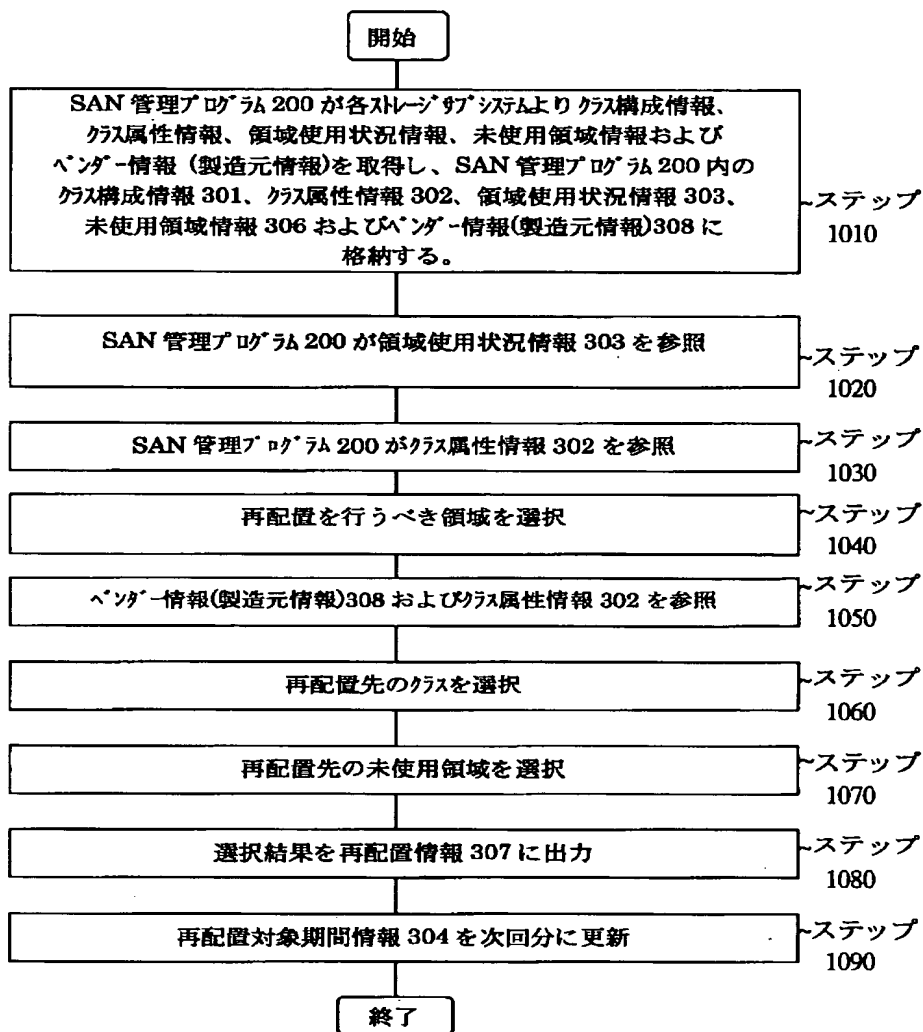 開始
SAN 管理プログラム 200 が各ストレージサブシステムより クラス構成情報、
クラス属性情報、領域使用状況情報、未使用領域情報および
ベンダー情報 (製造元情報)を取得し、SAN 管理プログラム 200 内の
クラス構成情報 301、クラス属性情報 302、領域使用状況情報 303、
未使用領域情報 306 およびベンダー情報(製造元情報)308 に
格納する。
~ステップ
1010
SAN 管理プログラム 200 が領域使用状況情報 303 を参照
~ステップ
1020
SAN 管理プログラム 200 がクラス属性情報 302 を参照
~ステップ
1030
再配置を行うべき領域を選択
~ステップ
1040
ベンダー情報(製造元情報)308 およびクラス属性情報 302 を参照
~ステップ
1050
再配置先のクラスを選択
~ステップ
1060
再配置先の未使用領域を選択
~ステップ
1070
選択結果を再配置情報 307 に出力
~ステップ
1080
再配置対象期間情報 304 を次回分に更新
~ステップ
1090
終了